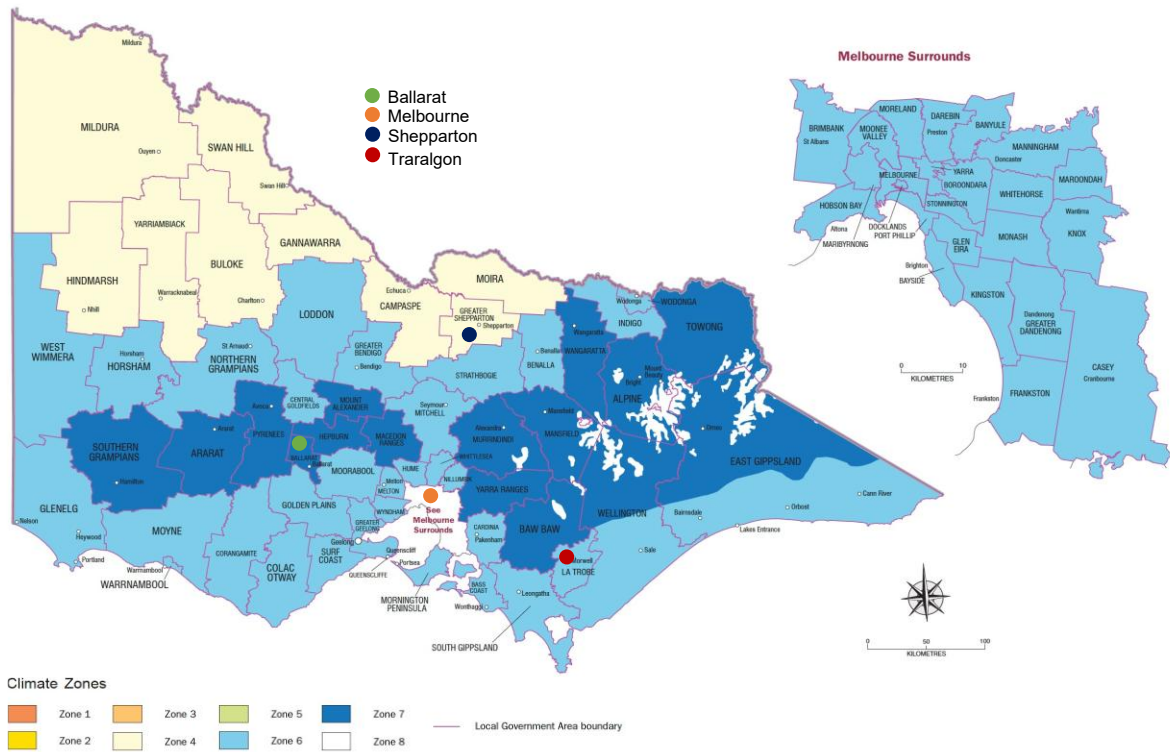 Melbourne Surrounds
Ballarat
Melbourne
Shepparton
Traralgon
Mildura
MILDURA
Ouyen
SWAN HILL
Swan Hill
YARRIAMBIACK
GANNAWARRA
HINDMARSH
Warracknabeal
BULOKE
Charlton
Nhill
MOIRA
Echuca
CAMPASPE
GREATER
SHEPPARTON
Shepparton
LODDON
WEST
WIMMERA
Horsham
HORSHAM
St Arnaud
NORTHERN
GRAMPIANS
GREATER
BENDIGO
Bendigo
STRATHBOGIE
Benalla
BENALLA
Wodonga
WODONGA
INDIGO
Wangaratta
WANGARATTA
TOWONG
Mount
Beauty
Bright
ALPINE
Omeo
CENTRAL
GOLDFIELDS
MOUNT
ALEXANDER
Avoca
PYRENEES
HEPBURN
MACEDON
RANGES
Seymour
MITCHELL
Alexandra
MURRINDINDI
Mansfield
MANSFIELD
SOUTHERN
GRAMPIANS
Hamilton
Ararat
ARARAT
BALLARAT
Ballarat
MOORABOOL
Melton
MELTON
HUME
WHITTLESEA
NILLUMBIK
YARRA RANGES
EAST GIPPSLAND
WELLINGTON
BAW BAW
Cann River
Orbost
Bairnsdale
Lakes Entrance
Sale
GLENELG
Nelson
Heywood
Portland
MOYNE
Warrnambool
WARRNAMBOOL
CORANGAMITE
GOLDEN PLAINS
WYNDHAM
GREATER
GEELONG
Geelong
SURF
COAST
COLAC
OTWAY
Queenscliff
QUEENSCLIFFE
Portsea
MORNINGTON
PENINSULA
See
Melbourne
Surrounds
CARDINIA
Pakenham
BASS
COAST
Wonthaggi
Leongatha
SOUTH GIPPSLAND
Morwell
LA TROBE
BRIMBANK
St Albans
MOONEE
VALLEY
MORELAND
DAREBIN
Preston
BANYULE
MANNINGHAM
Doncaster
YARRA
MELBOURNE
BOROONDARA
MAROONDAH
WHITEHORSE
STONNINGTON
HOBSON BAY
Altona
MARIBYRNONG
DOCKLANDS
PORT PHILLIP
Wantirna
KNOX
GLEN
EIRA
MONASH
Brighton
BAYSIDE
KINGSTON
Dandenong
GREATER
DANDENONG
CASEY
Cranbourne
Frankston
FRANKSTON
0 10
KILOMETRES
0 50 100
KILOMETRES
Climate Zones
Zone 1
Zone 3
Zone 5
Zone 7
Zone 2
Zone 4
Zone 6
Zone 8
Local Government Area boundary